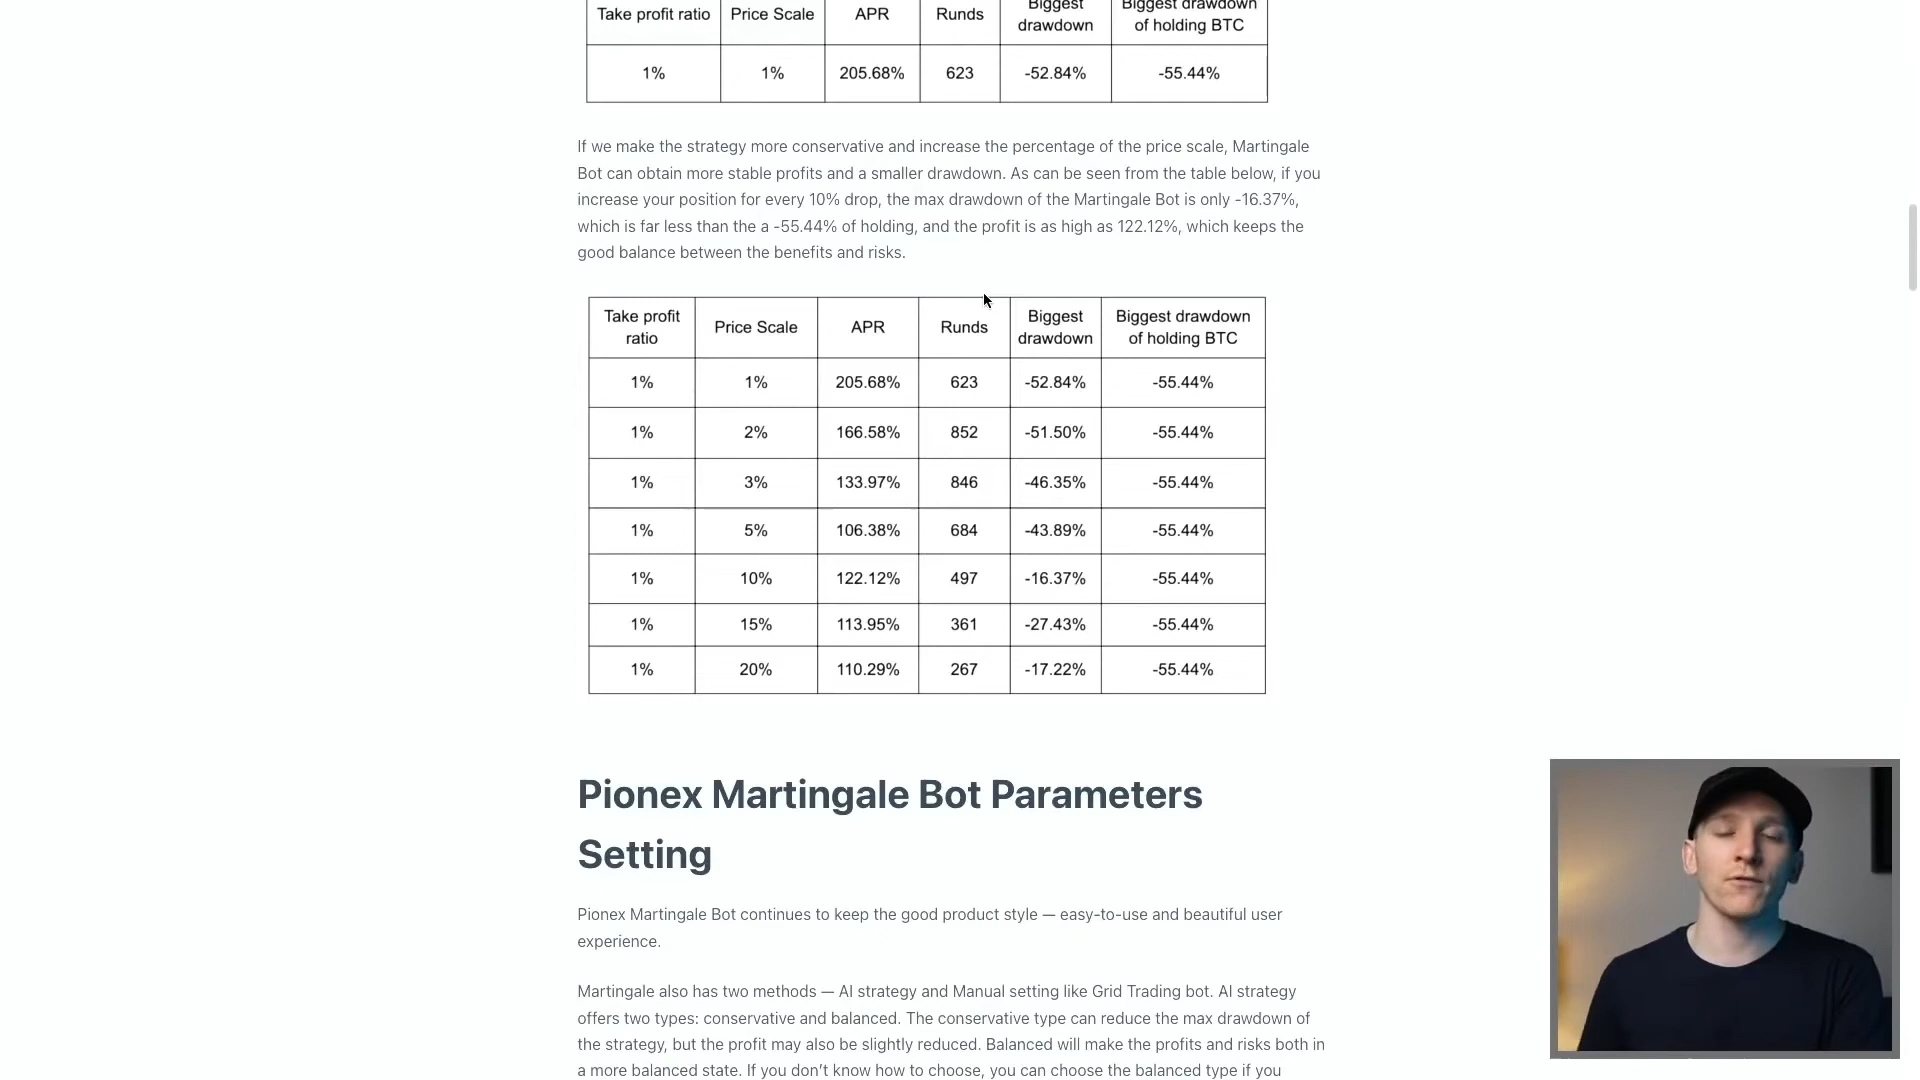 Take profit ratio Price Scale APR Runds Biggest drawdown Biggest drawdown of holding BTC
1% 1% 205.68% 623 -52.84% -55.44%
If we make the strategy more conservative and increase the percentage of the price scale, Martingale
Bot can obtain more stable profits and a smaller drawdown. As can be seen from the table below, if you
increase your position for every 10% drop, the max drawdown of the Martingale Bot is only -16.37%,
which is far less than the a -55.44% of holding, and the profit is as high as 122.12%, which keeps the
good balance between the benefits and risks.
Take profit ratio Price Scale APR Runds Biggest drawdown Biggest drawdown of holding BTC
1% 1% 205.68% 623 -52.84% -55.44%
1% 2% 166.58% 852 -51.50% -55.44%
1% 3% 133.97% 846 -46.35% -55.44%
1% 5% 106.38% 684 -43.89% -55.44%
1% 10% 122.12% 497 -16.37% -55.44%
1% 15% 113.95% 361 -27.43% -55.44%
1% 20% 110.29% 267 -17.22% -55.44%
Pionex Martingale Bot Parameters
Setting
Pionex Martingale Bot continues to keep the good product style — easy-to-use and beautiful user
experience.
Martingale also has two methods — AI strategy and Manual setting like Grid Trading bot. AI strategy
offers two types: conservative and balanced. The conservative type can reduce the max drawdown of
the strategy, but the profit may also be slightly reduced. Balanced will make the profits and risks both in
a more balanced state. If you don't know how to choose, you can choose the balanced type if you